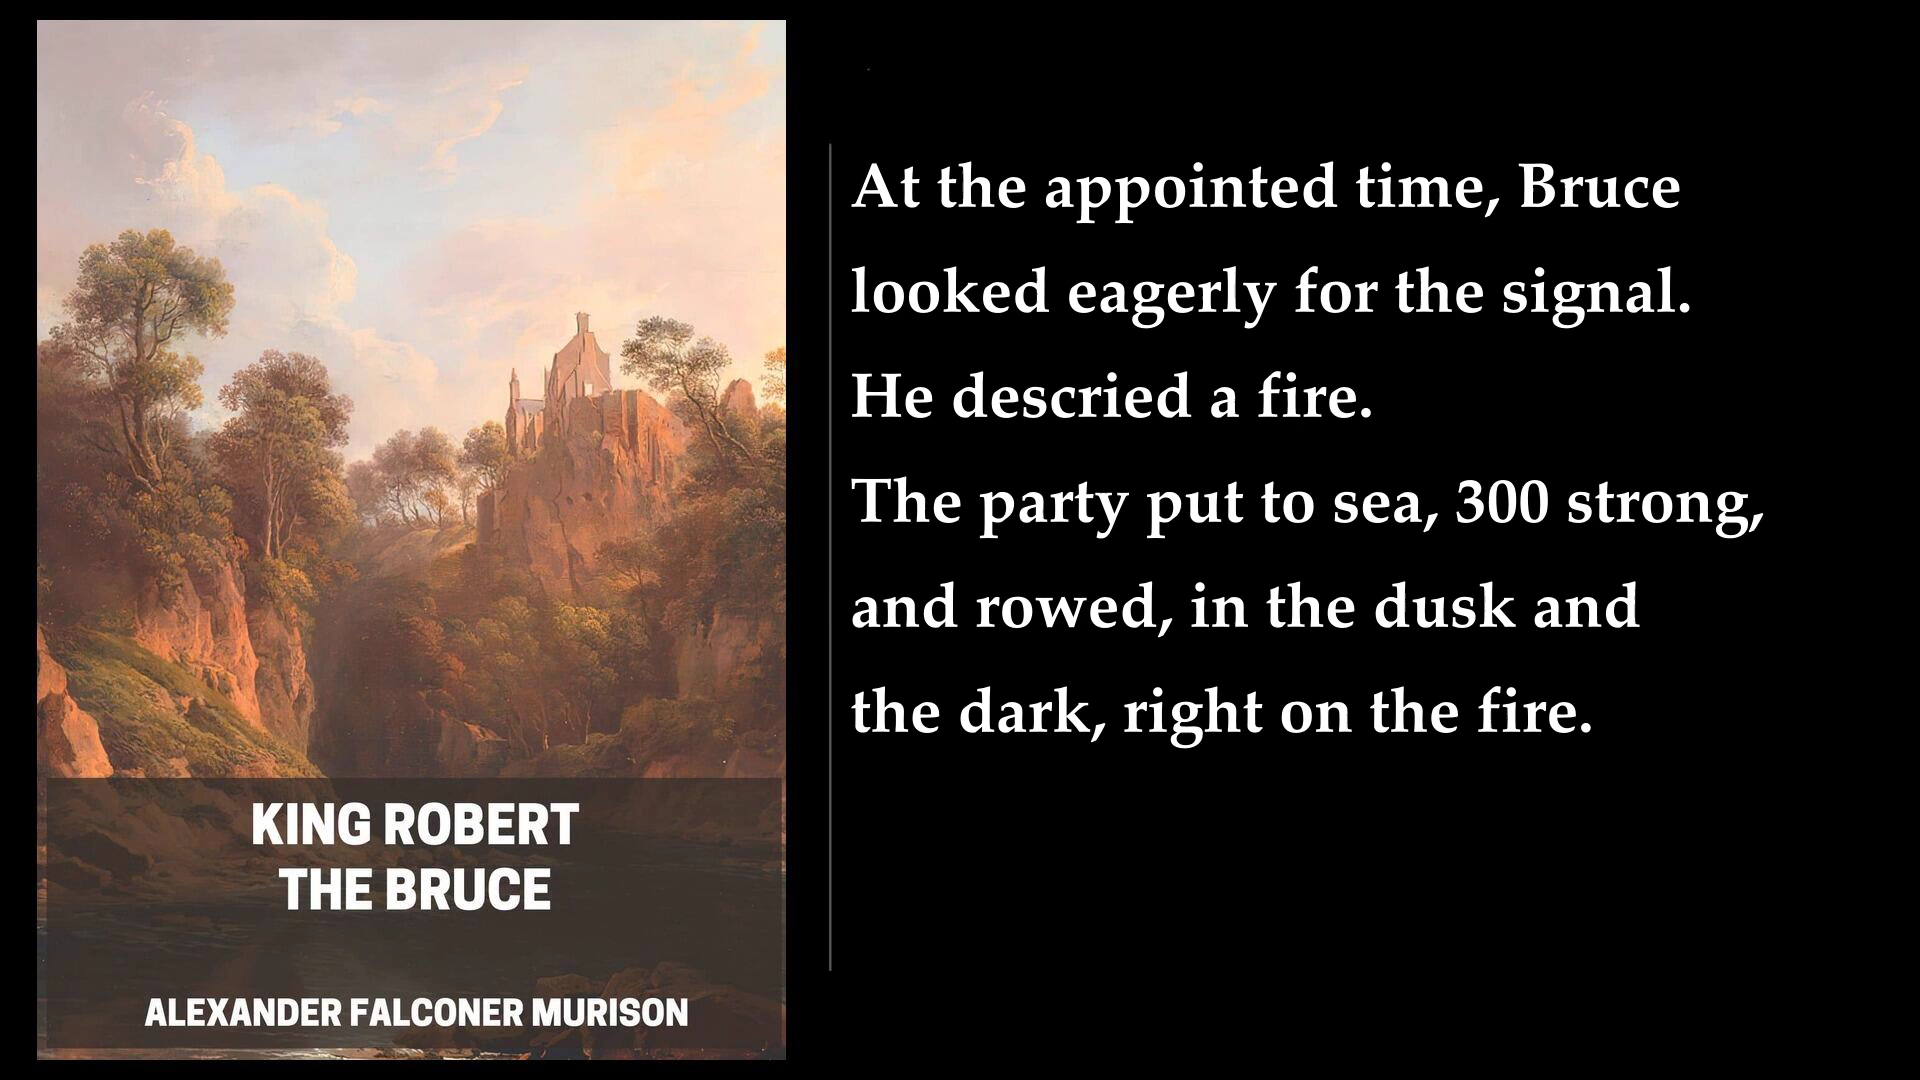 KING ROBERT
THE BRUCE
ALEXANDER FALCONER MURISON
At the appointed time, Bruce
looked eagerly for the signal.
He descried a fire.
The party put to sea, 300 strong,
and rowed, in the dusk and
the dark, right on the fire.